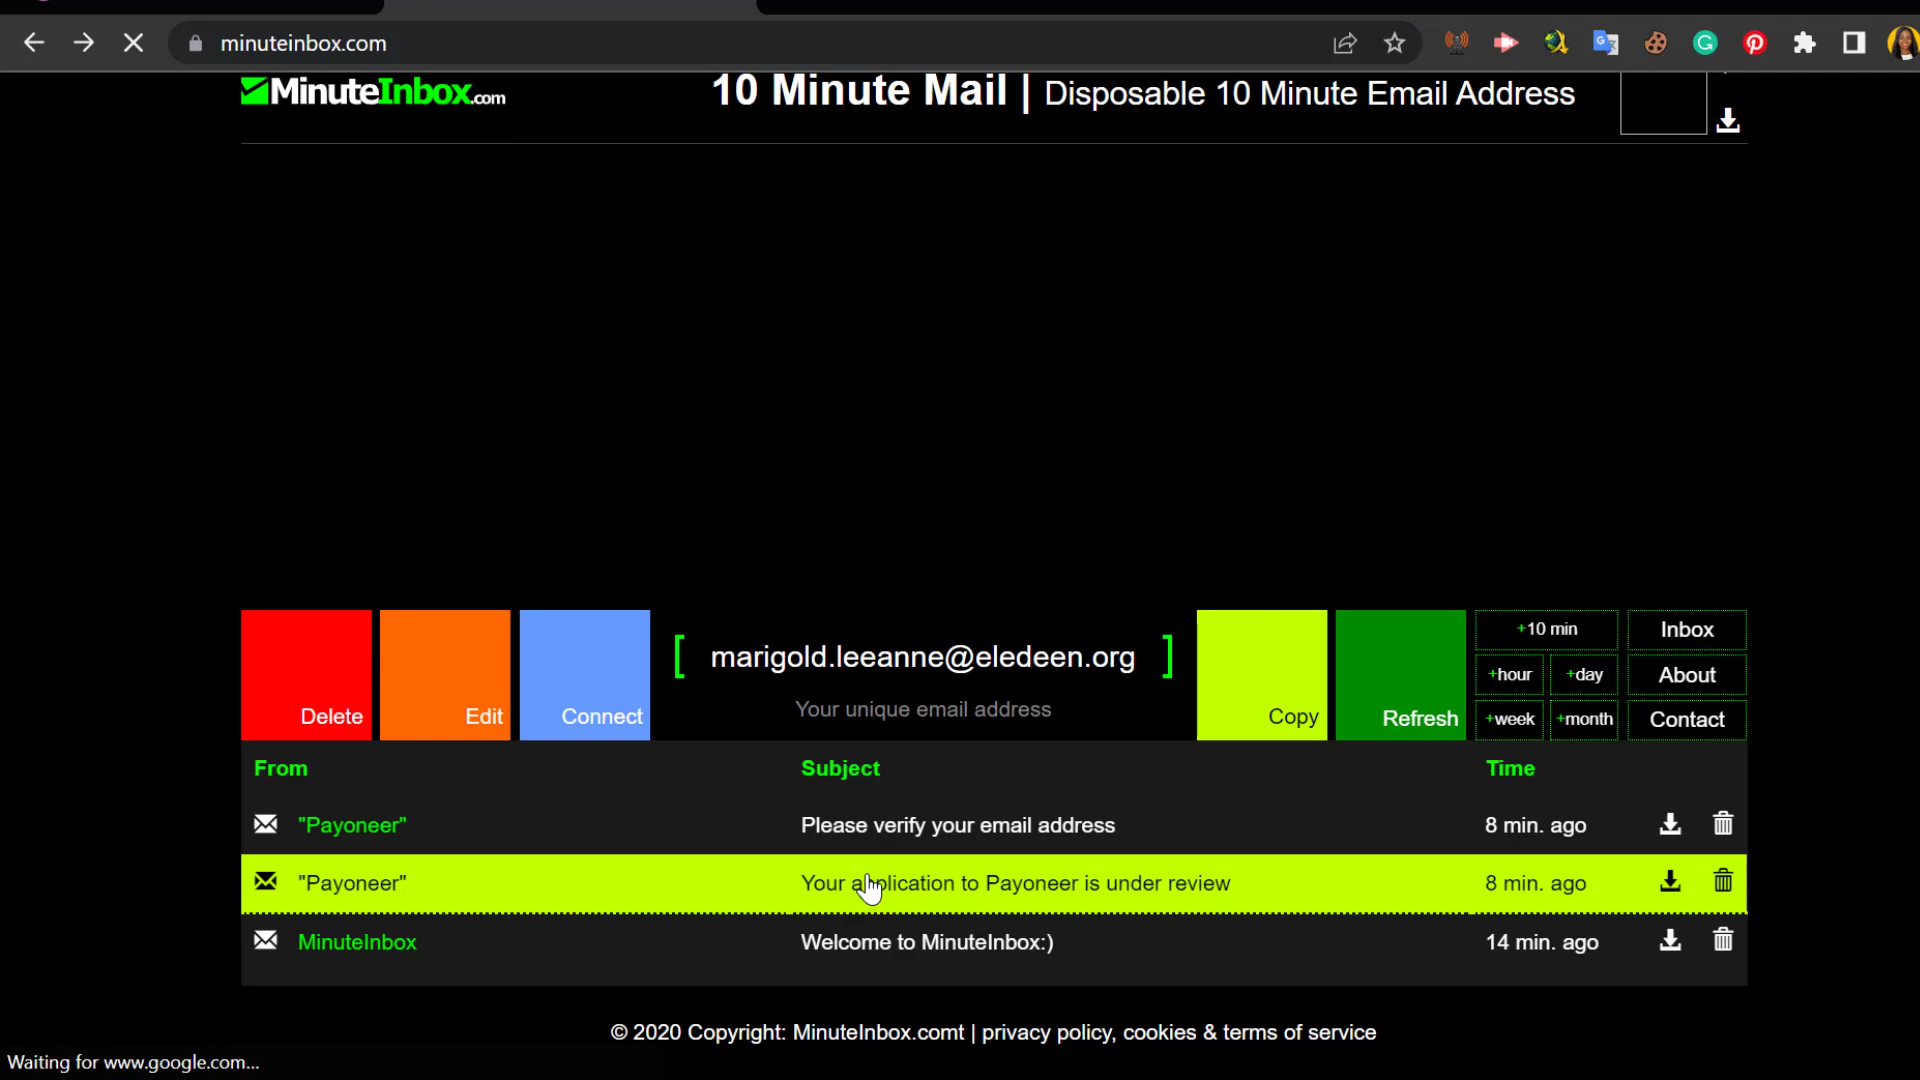 minuteinbox.com
MinuteInbox.com
10 Minute Mail | Disposable 10 Minute Email Address
Delete
Edit
Connect
[ marigold.leeanne@eledeen.org ]
Your unique email address
Copy
Refresh
+10 min
+hour
+day
+week
+month
Inbox
About
Contact
From Subject Time
"Payoneer" Please verify your email address 8 min. ago
"Payoneer" Your application to Payoneer is under review 8 min. ago
MinuteInbox Welcome to MinuteInbox:) 14 min. ago
© 2020 Copyright: MinuteInbox.comt | privacy policy, cookies & terms of service
Waiting for www.google.com...